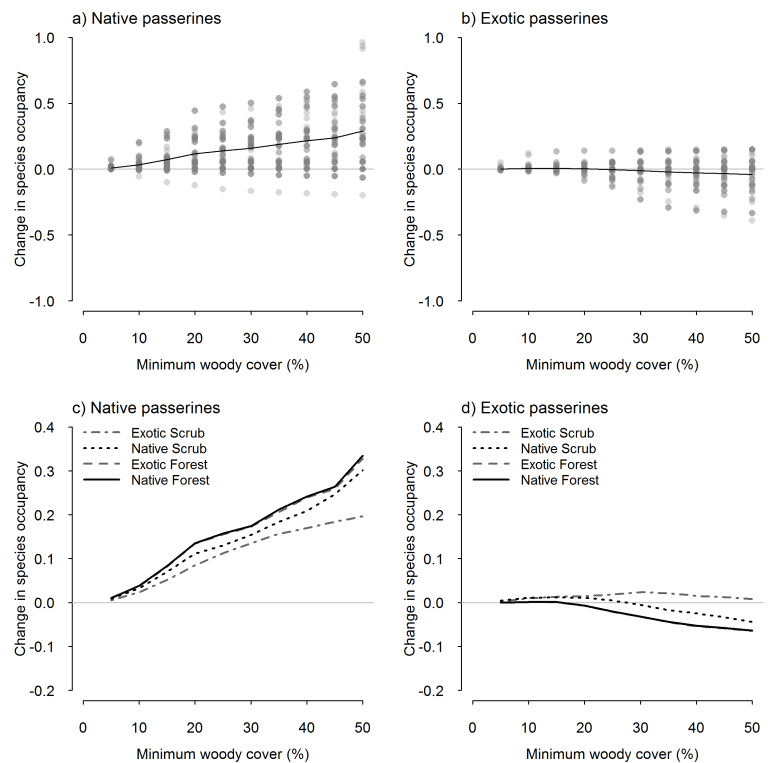 a) Native passerines
Change in species occupancy
1.0
0.5
0.0
-0.5
-1.0
0 10 20 30 40 50
Minimum woody cover (%)
b) Exotic passerines
Change in species occupancy
1.0
0.5
0.0
-0.5
-1.0
0 10 20 30 40 50
Minimum woody cover (%)
c) Native passerines
Exotic Scrub
Native Scrub
Exotic Forest
Native Forest
Change in species occupancy
0.4
0.3
0.2
0.1
0.0
-0.1
-0.2
0 10 20 30 40 50
Minimum woody cover (%)
d) Exotic passerines
Exotic Scrub
Native Scrub
Exotic Forest
Native Forest
Change in species occupancy
0.4
0.3
0.2
0.1
0.0
-0.1
-0.2
0 10 20 30 40 50
Minimum woody cover (%)